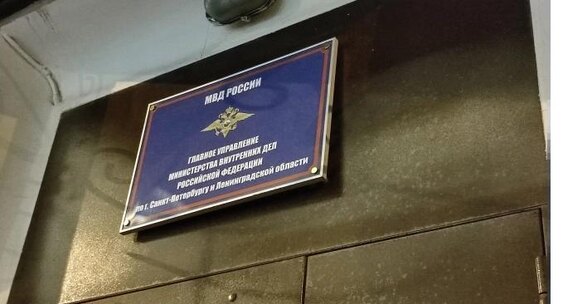 МВД РОССИИ
ГЛАВНОЕ УПРАВЛЕНИЕ
МИНИСТЕРСТВА ВНУТРЕННИХ ДЕЛ
РОССИЙСКОЙ ФЕДЕРАЦИИ
по г. Санкт-Петербургу и Ленинградской области